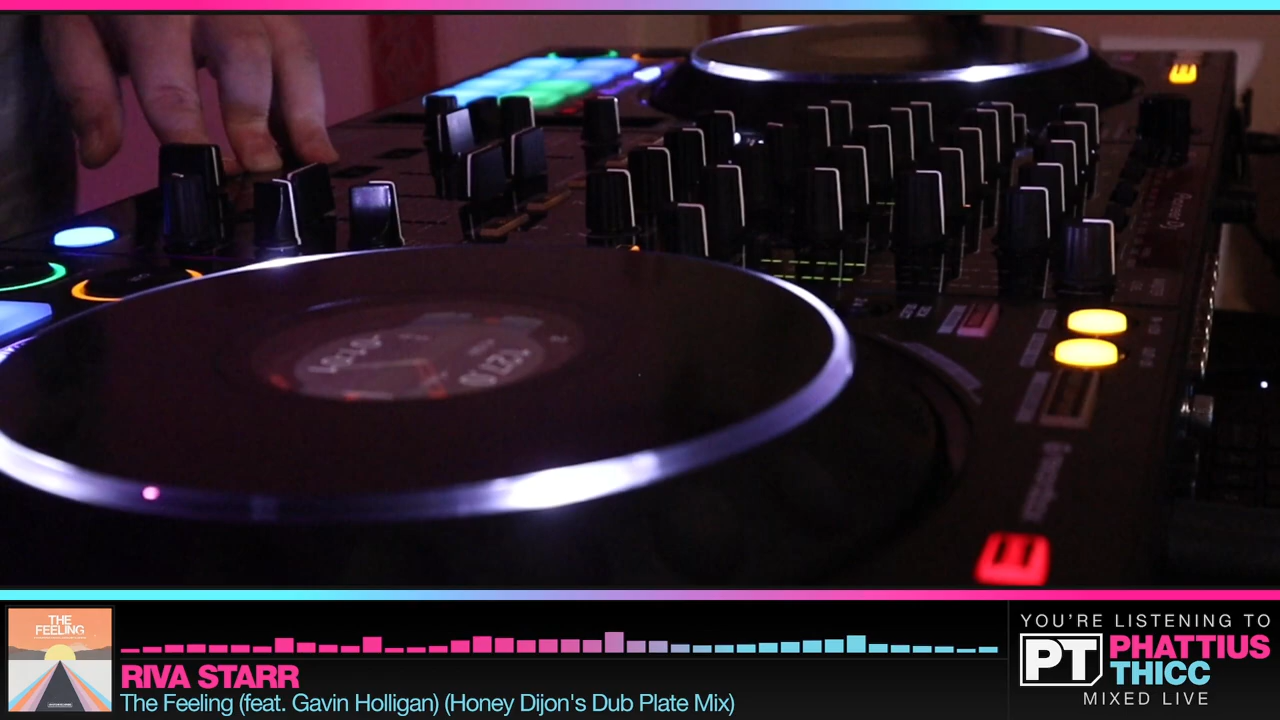 THE
FEELING
RIVA STARR
The Feeling (feat. Gavin Holligan) (Honey Dijon's Dub Plate Mix)
YOU'RE LISTENING TO
PT
PHATTIUS
THICC
MIXED LIVE